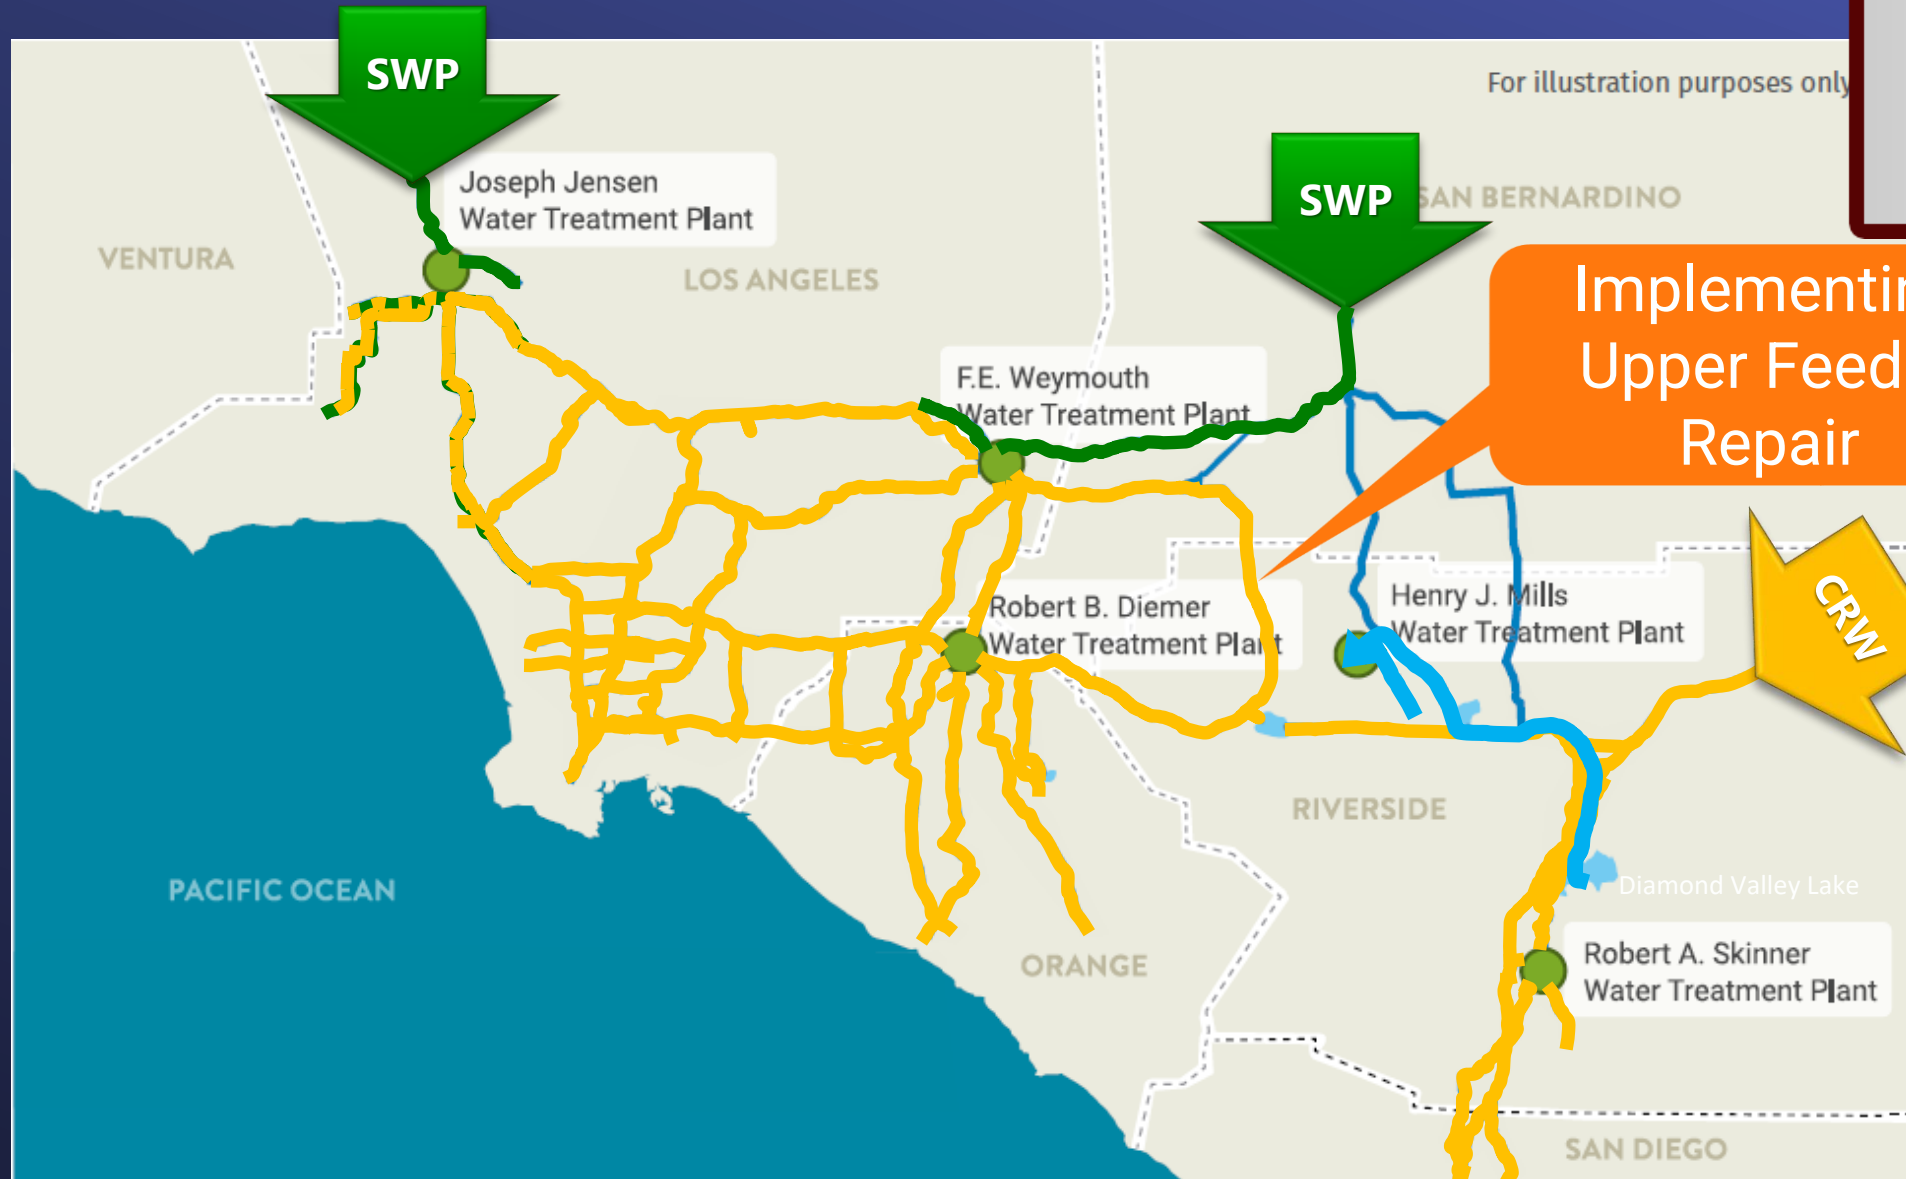 SWP
For illustration purposes only
Joseph Jensen
Water Treatment Plant
SWP
SAN BERNARDINO
VENTURA
LOS ANGELES
Upper Feed
Repair
F.E. Weymouth
Water Treatment Plant
CRW
Robert B. Diemer
Water Treatment Plant
Henry J. Mills
Water Treatment Plant
RIVERSIDE
PACIFIC OCEAN
Diamond Valley Lake
ORANGE
Robert A. Skinner
Water Treatment Plant
SAN DIEGO